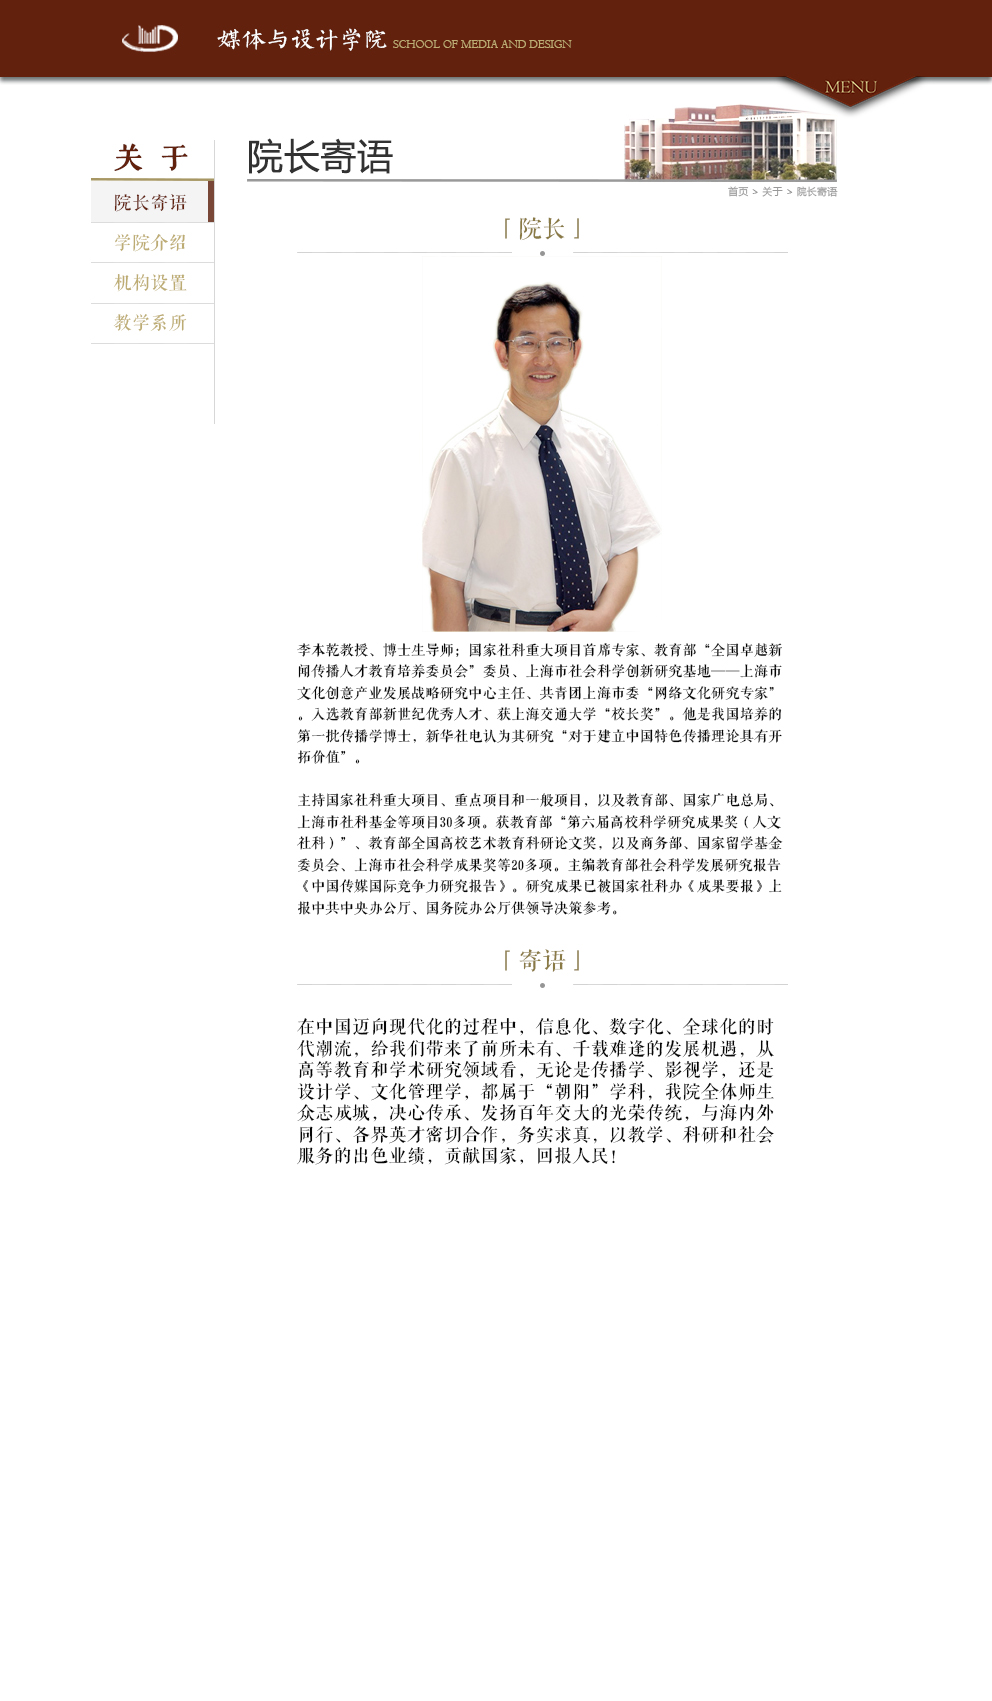 媒体与设计学院 SCHOOL OF MEDIA AND DESIGN
MENU
关 于
院长寄语
学院介绍
机构设置
教学系所
院长寄语
首页 > 关于 > 院长寄语
「院长」
李本乾教授、博士生导师；国家社科重大项目首席专家、教育部“全国卓越新
闻传播人才教育培养委员会”委员、上海市社会科学创新研究基地——上海市
文化创意产业发展战略研究中心主任、共青团上海市委“网络文化研究专家”
。入选教育部新世纪优秀人才、获上海交通大学“校长奖”。他是我国培养的
第一批传播学博士，新华社电认为其研究“对于建立中国特色传播理论具有开
拓价值”。
主持国家社科重大项目、重点项目和一般项目，以及教育部、国家广电总局、
上海市社科基金等项目30多项。获教育部“第六届高校科学研究成果奖（人文
社科）”、教育部全国高校艺术教育科研论文奖，以及商务部、国家留学基金
委员会、上海市社会科学成果奖等20多项。主编教育部社会科学发展研究报告
《中国传媒国际竞争力研究报告》。研究成果已被国家社科办《成果要报》上
报中共中央办公厅、国务院办公厅供领导决策参考。
「寄语」
在中国迈向现代化的过程中，信息化、数字化、全球化的时
代潮流，给我们带来了前所未有、千载难逢的发展机遇，从
高等教育和学术研究领域看，无论是传播学、影视学，还是
设计学、文化管理学，都属于“朝阳”学科，我院全体师生
众志成城，决心传承、发扬百年交大的光荣传统，与海内外
同行、各界英才密切合作，务实求真，以教学、科研和社会
服务的出色业绩，贡献国家，回报人民！